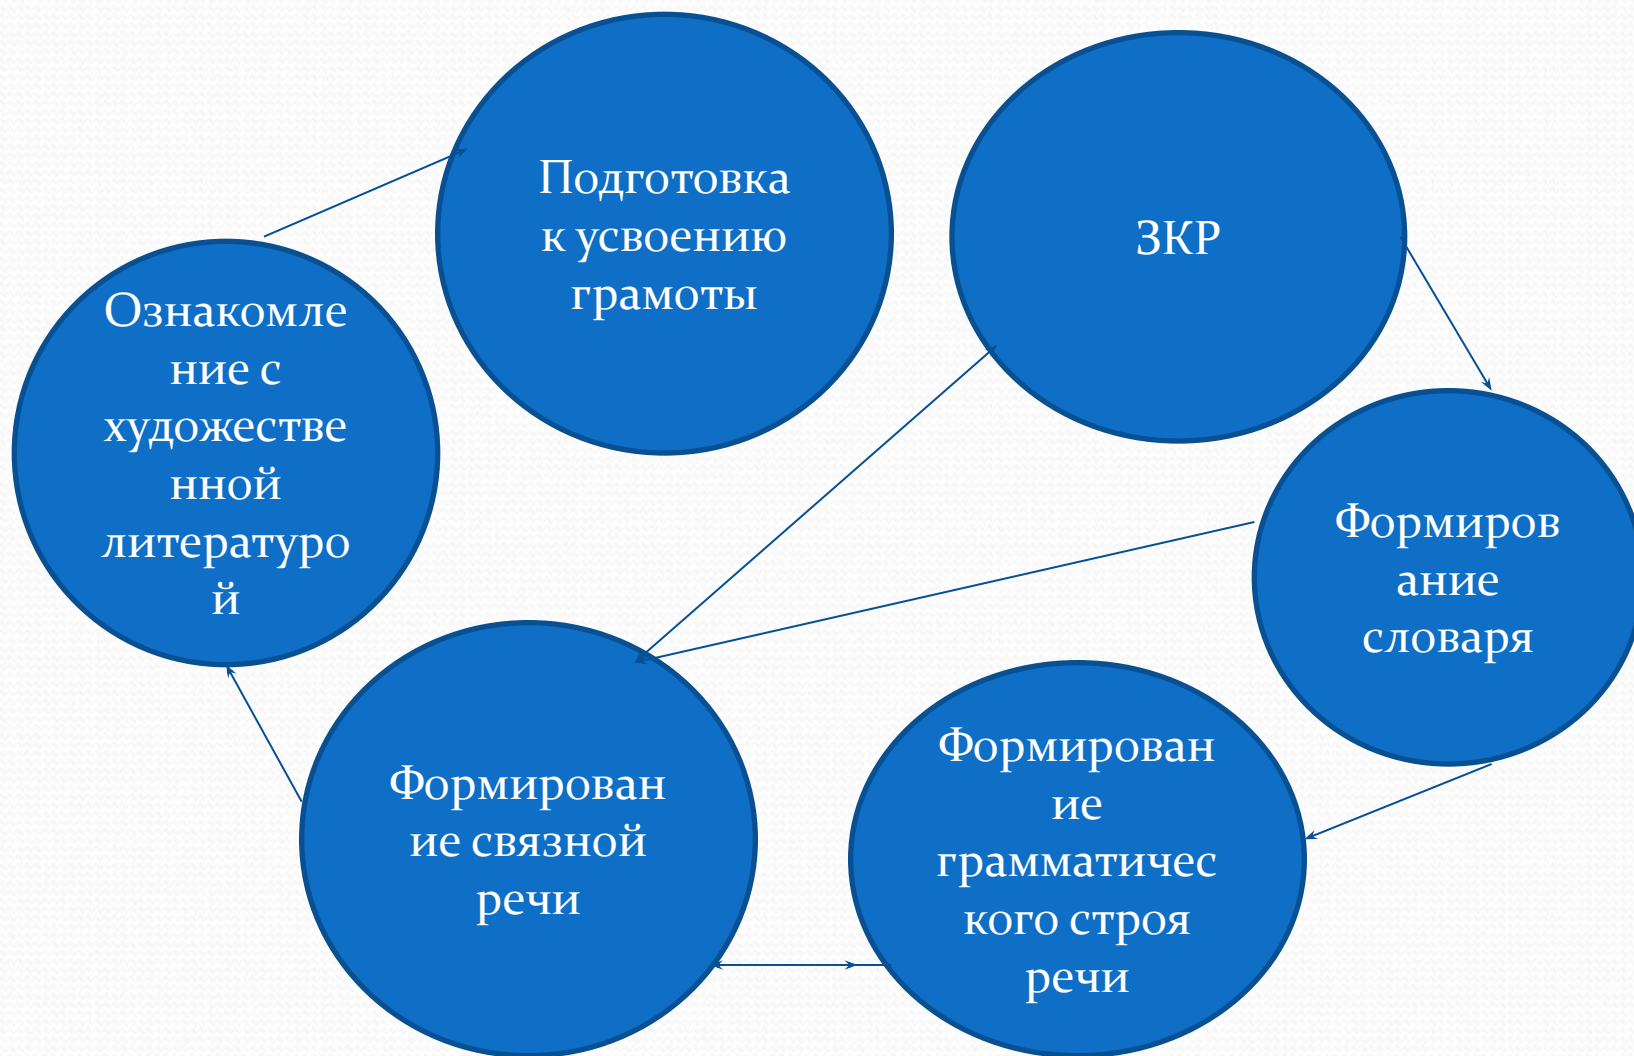 Подготовка
к усвоению
грамоты
ЗКР
Ознакомле
ние с
художестве
нной
литературо
й
Формиров
ание
словаря
Формирован
ие связной
речи
Формирован
ие
грамматичес
кого строя
речи